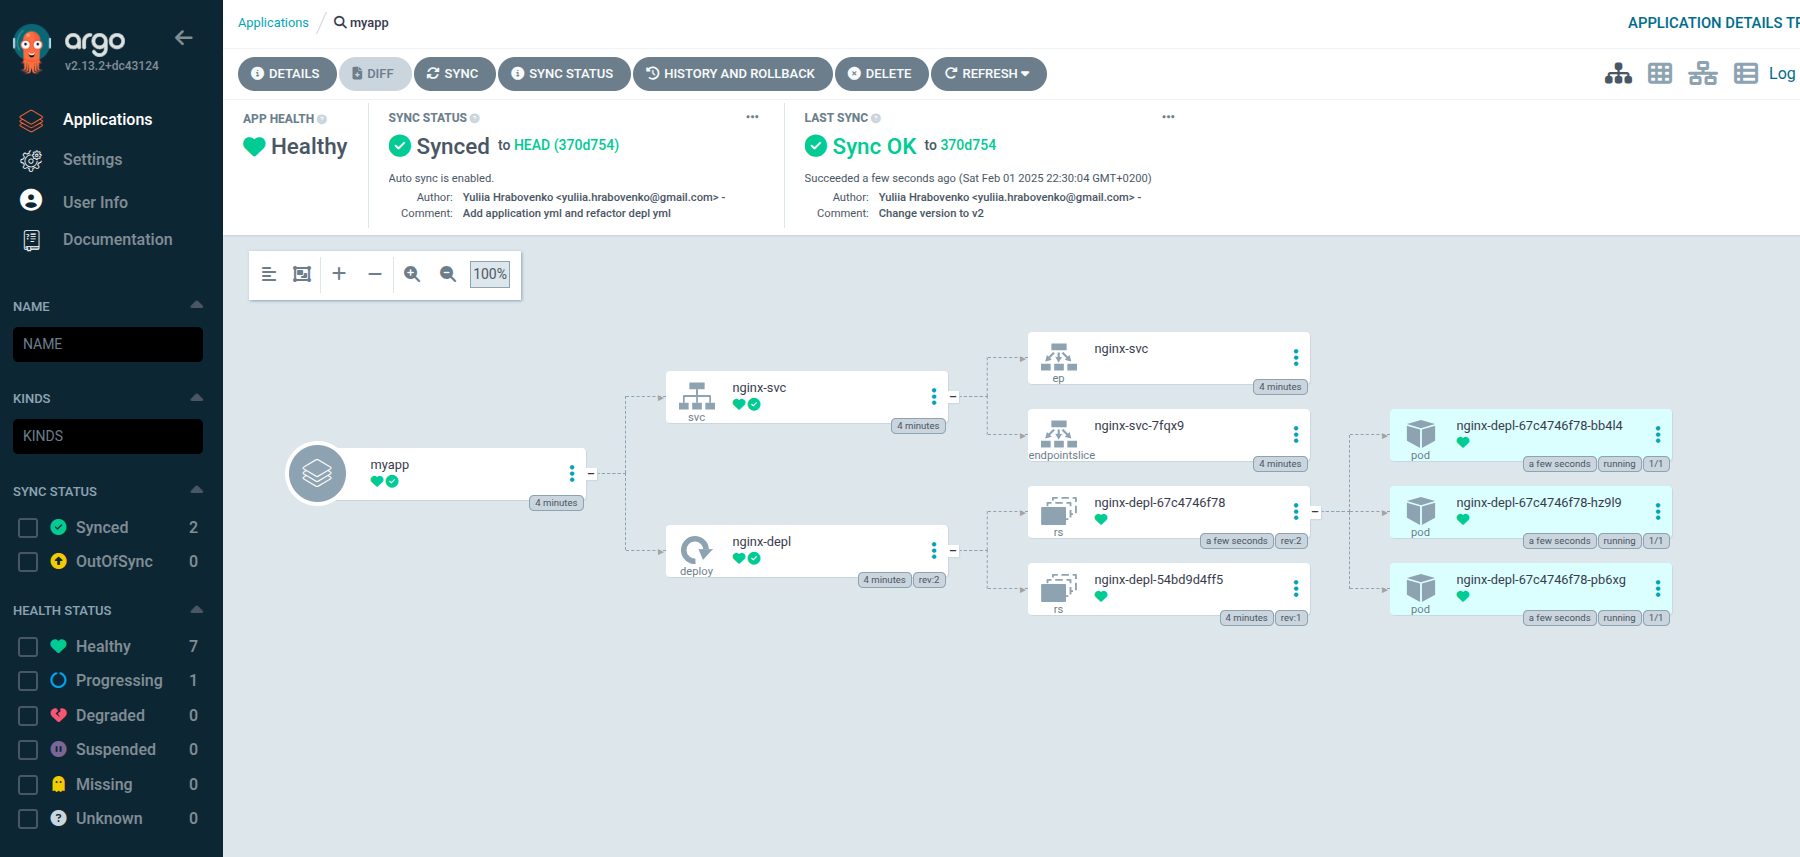 argo
v2.13.2+dc43124
Applications
Settings
User Info
Documentation
NAME
NAME
KINDS
KINDS
SYNC STATUS
Synced 2
OutOfSync 0
HEALTH STATUS
Healthy 7
Progressing 1
Degraded 0
Suspended 0
Missing 0
Unknown 0
Applications / myapp
APPLICATION DETAILS TR
DETAILS DIFF SYNC SYNC STATUS HISTORY AND ROLLBACK DELETE REFRESH
Log
APP HEALTH
Healthy
SYNC STATUS
Synced to HEAD (370d754)
Auto sync is enabled.
Author: Yuliia Hrabovenko <yuliia.hrabovenko@gmail.com> -
Comment: Add application yml and refactor depl yml
LAST SYNC
Sync OK to 370d754
Succeeded a few seconds ago (Sat Feb 01 2025 22:30:04 GMT+0200)
Author: Yuliia Hrabovenko <yuliia.hrabovenko@gmail.com> -
Comment: Change version to v2
100%
myapp
4 minutes
nginx-svc
svc
4 minutes
nginx-depl
deploy
4 minutes rev:2
nginx-svc
ep
4 minutes
nginx-svc-7fqx9
endpointslice
4 minutes
nginx-depl-67c4746f78
rs
a few seconds rev:2
nginx-depl-54bd9d4ff5
rs
4 minutes rev:1
nginx-depl-67c4746f78-bb4l4
pod
a few seconds running 1/1
nginx-depl-67c4746f78-hz9l9
pod
a few seconds running 1/1
nginx-depl-67c4746f78-pb6xg
pod
a few seconds running 1/1